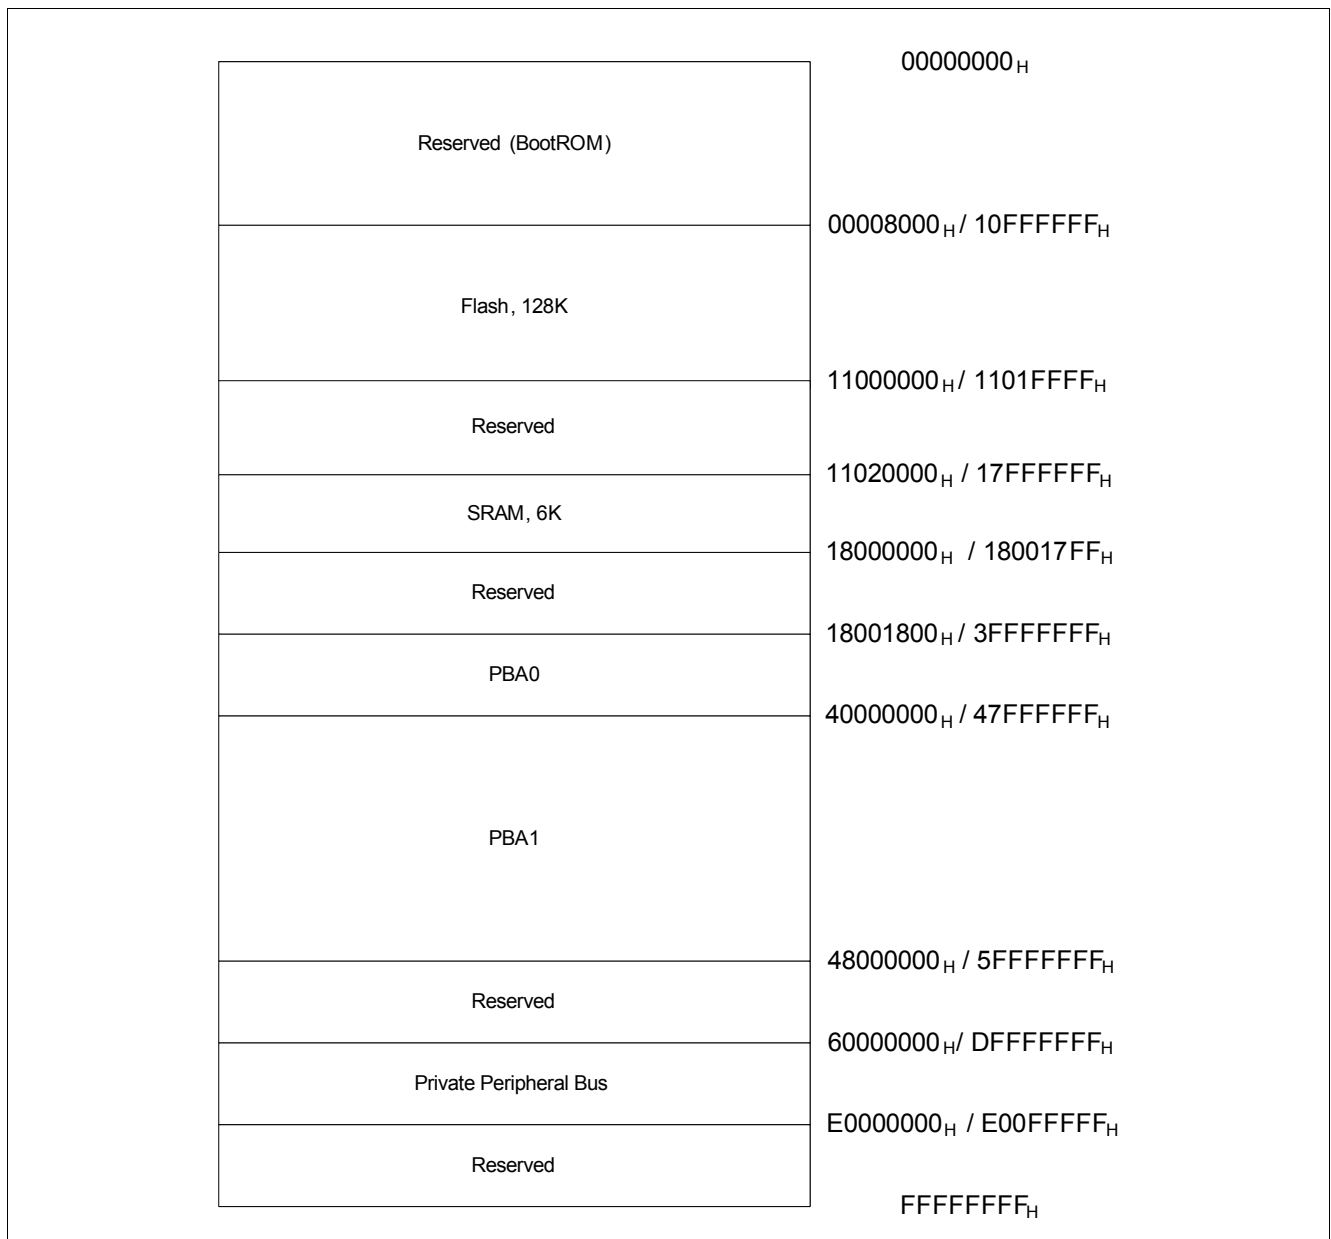 00000000H
Reserved (BootROM)
00008000H / 10FFFFFFH
Flash, 128K
11000000H / 1101FFFFH
Reserved
11020000H / 17FFFFFFH
SRAM, 6K
18000000H / 180017FFH
Reserved
18001800H / 3FFFFFFFH
PBA0
40000000H / 47FFFFFFH
PBA1
48000000H / 5FFFFFFFH
Reserved
60000000H/ DFFFFFFFH
Private Peripheral Bus
E0000000H / E00FFFFFH
Reserved
FFFFFFFFH